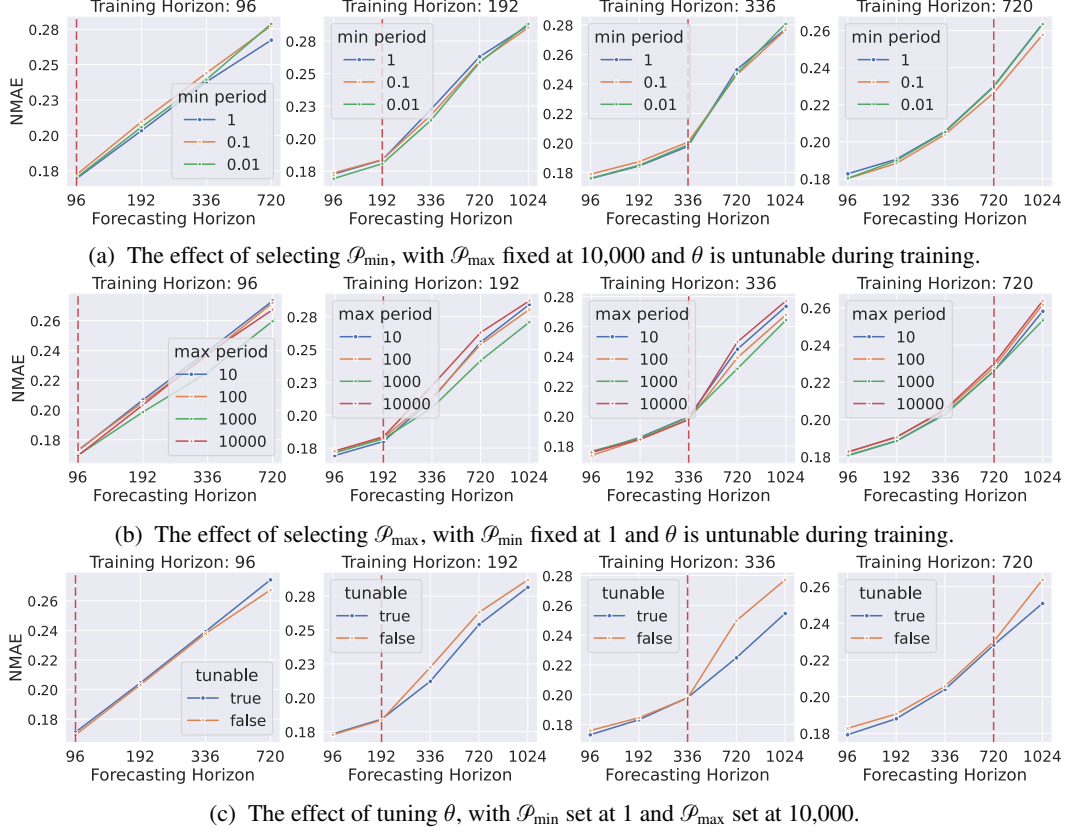 Training Horizon: 96
Training Horizon: 192
Training Horizon: 336
Training Horizon: 720
NMAE
0.28
0.25
0.23
0.20
0.18
min period
1
0.1
0.01
96 192 336 720
Forecasting Horizon
0.28
0.25
0.23
0.20
0.18
min period
1
0.1
0.01
96 192 336 720 1024
Forecasting Horizon
0.28
0.26
0.24
0.22
0.20
0.18
min period
1
0.1
0.01
96 192 336 720 1024
Forecasting Horizon
0.26
0.24
0.22
0.20
0.18
min period
1
0.1
0.01
96 192 336 720 1024
Forecasting Horizon
(a) The effect of selecting 𝒫min, with 𝒫max fixed at 10,000 and θ is untunable during training.
Training Horizon: 96
Training Horizon: 192
Training Horizon: 336
Training Horizon: 720
NMAE
0.26
0.24
0.22
0.20
0.18
max period
10
100
1000
10000
96 192 336 720
Forecasting Horizon
0.28
0.25
0.23
0.20
0.18
max period
10
100
1000
10000
96 192 336 720 1024
Forecasting Horizon
0.28
0.26
0.24
0.22
0.20
0.18
max period
10
100
1000
10000
96 192 336 720 1024
Forecasting Horizon
0.26
0.24
0.22
0.20
0.18
max period
10
100
1000
10000
96 192 336 720 1024
Forecasting Horizon
(b) The effect of selecting 𝒫max, with 𝒫min fixed at 1 and θ is untunable during training.
Training Horizon: 96
Training Horizon: 192
Training Horizon: 336
Training Horizon: 720
NMAE
0.26
0.24
0.22
0.20
0.18
tunable
true
false
96 192 336 720
Forecasting Horizon
0.28
0.25
0.23
0.20
0.18
tunable
true
false
96 192 336 720 1024
Forecasting Horizon
0.28
0.26
0.24
0.22
0.20
0.18
tunable
true
false
96 192 336 720 1024
Forecasting Horizon
0.26
0.24
0.22
0.20
0.18
tunable
true
false
96 192 336 720 1024
Forecasting Horizon
(c) The effect of tuning θ, with 𝒫min set at 1 and 𝒫max set at 10,000.